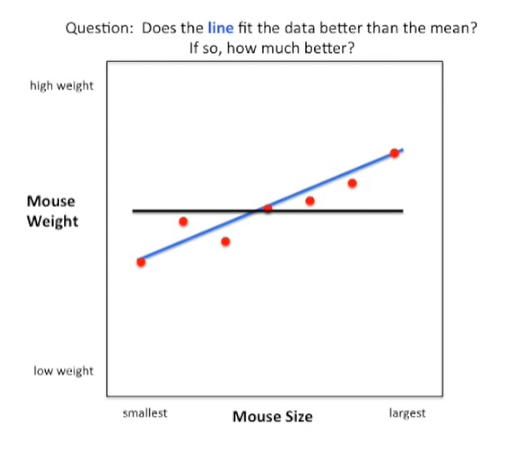 Question:  Does the line fit the data better than the mean?
If so, how much better?
high weight
Mouse
Weight
low weight
smallest
Mouse Size
largest